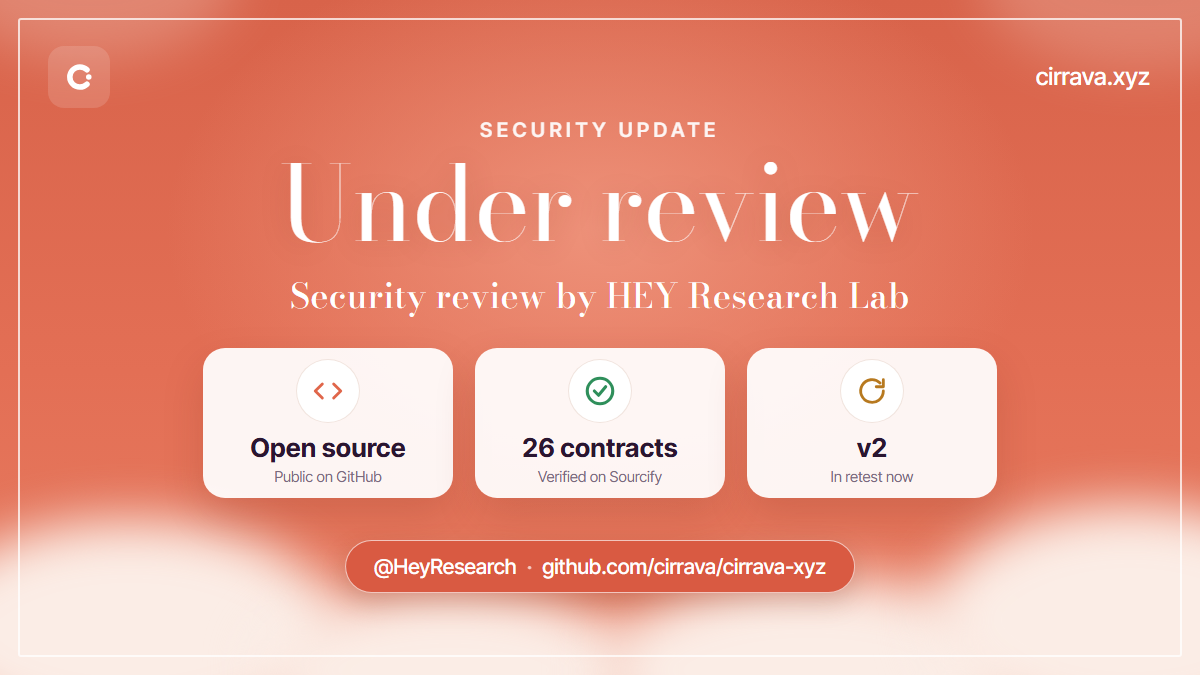 cirrava.xyz
SECURITY UPDATE
Under review
Security review by HEY Research Lab
Open source
Public on GitHub
26 contracts
Verified on Sourcify
v2
In retest now
@HeyResearch · github.com/cirrava/cirrava-xyz